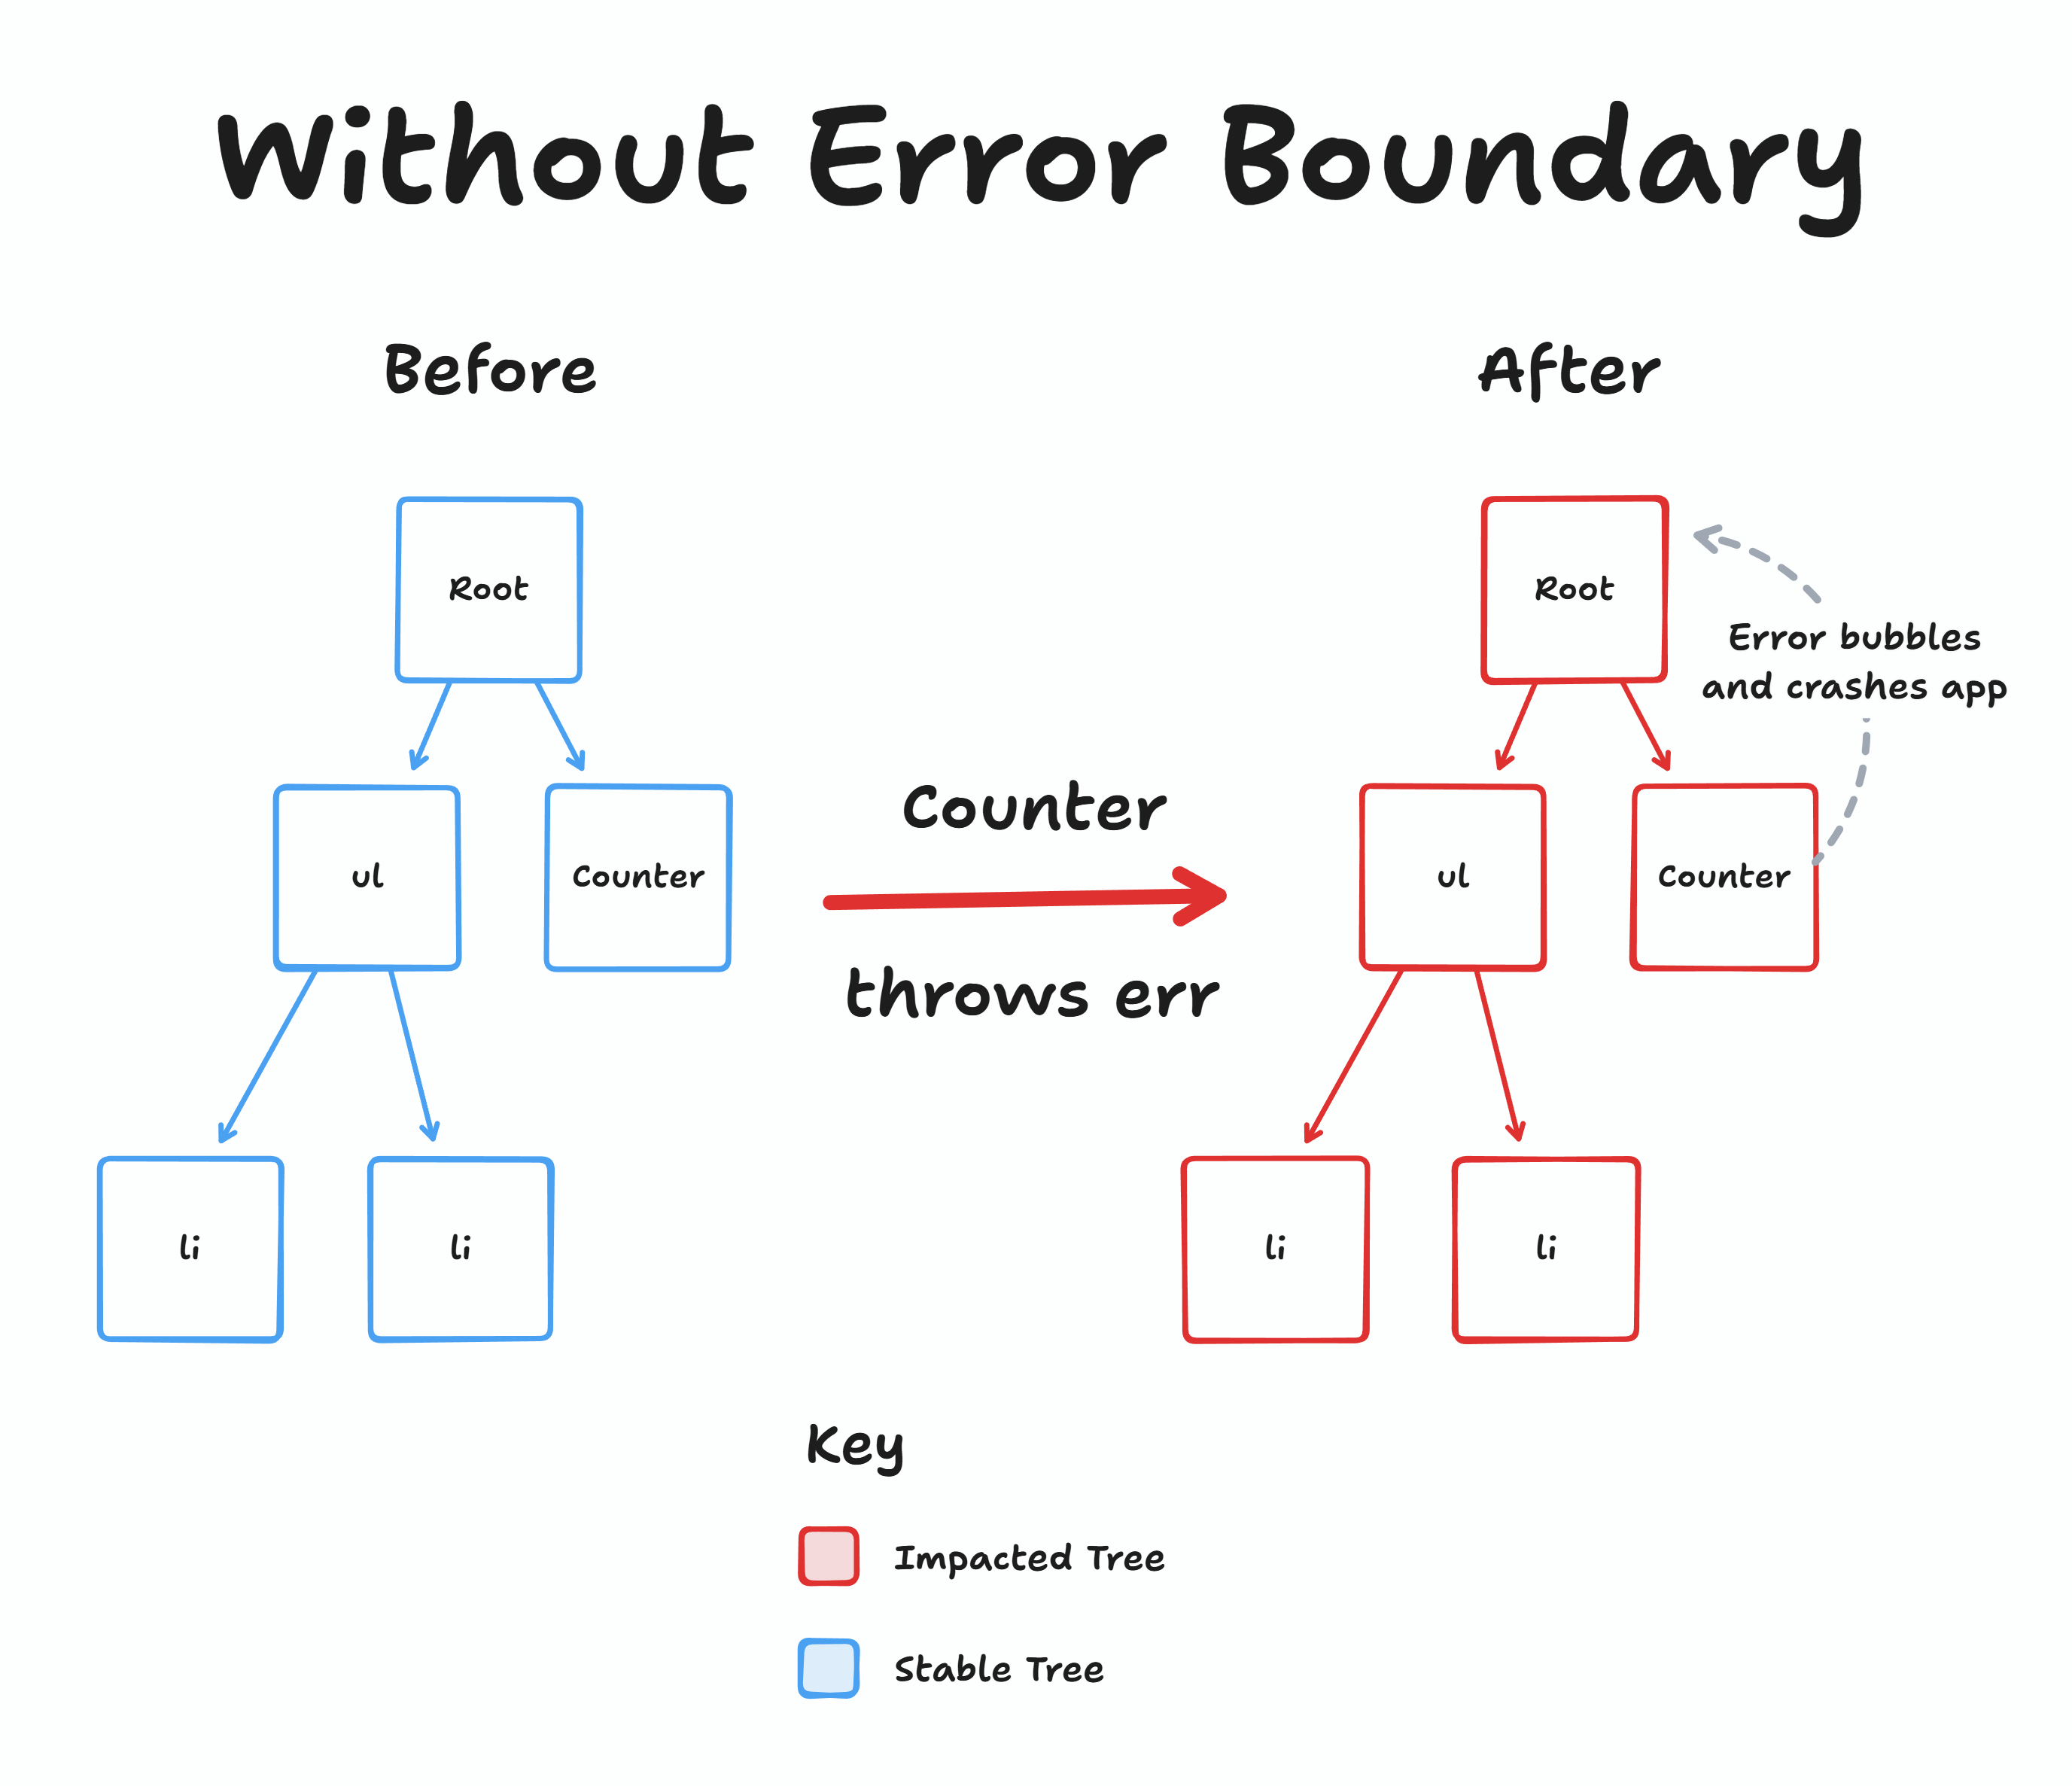 Without Error Boundary
Before
After
Root
ul
Counter
li
li
Counter
throws err
Root
Error bubbles
and crashes app
ul
Counter
li
li
Key
Impacted Tree
Stable Tree